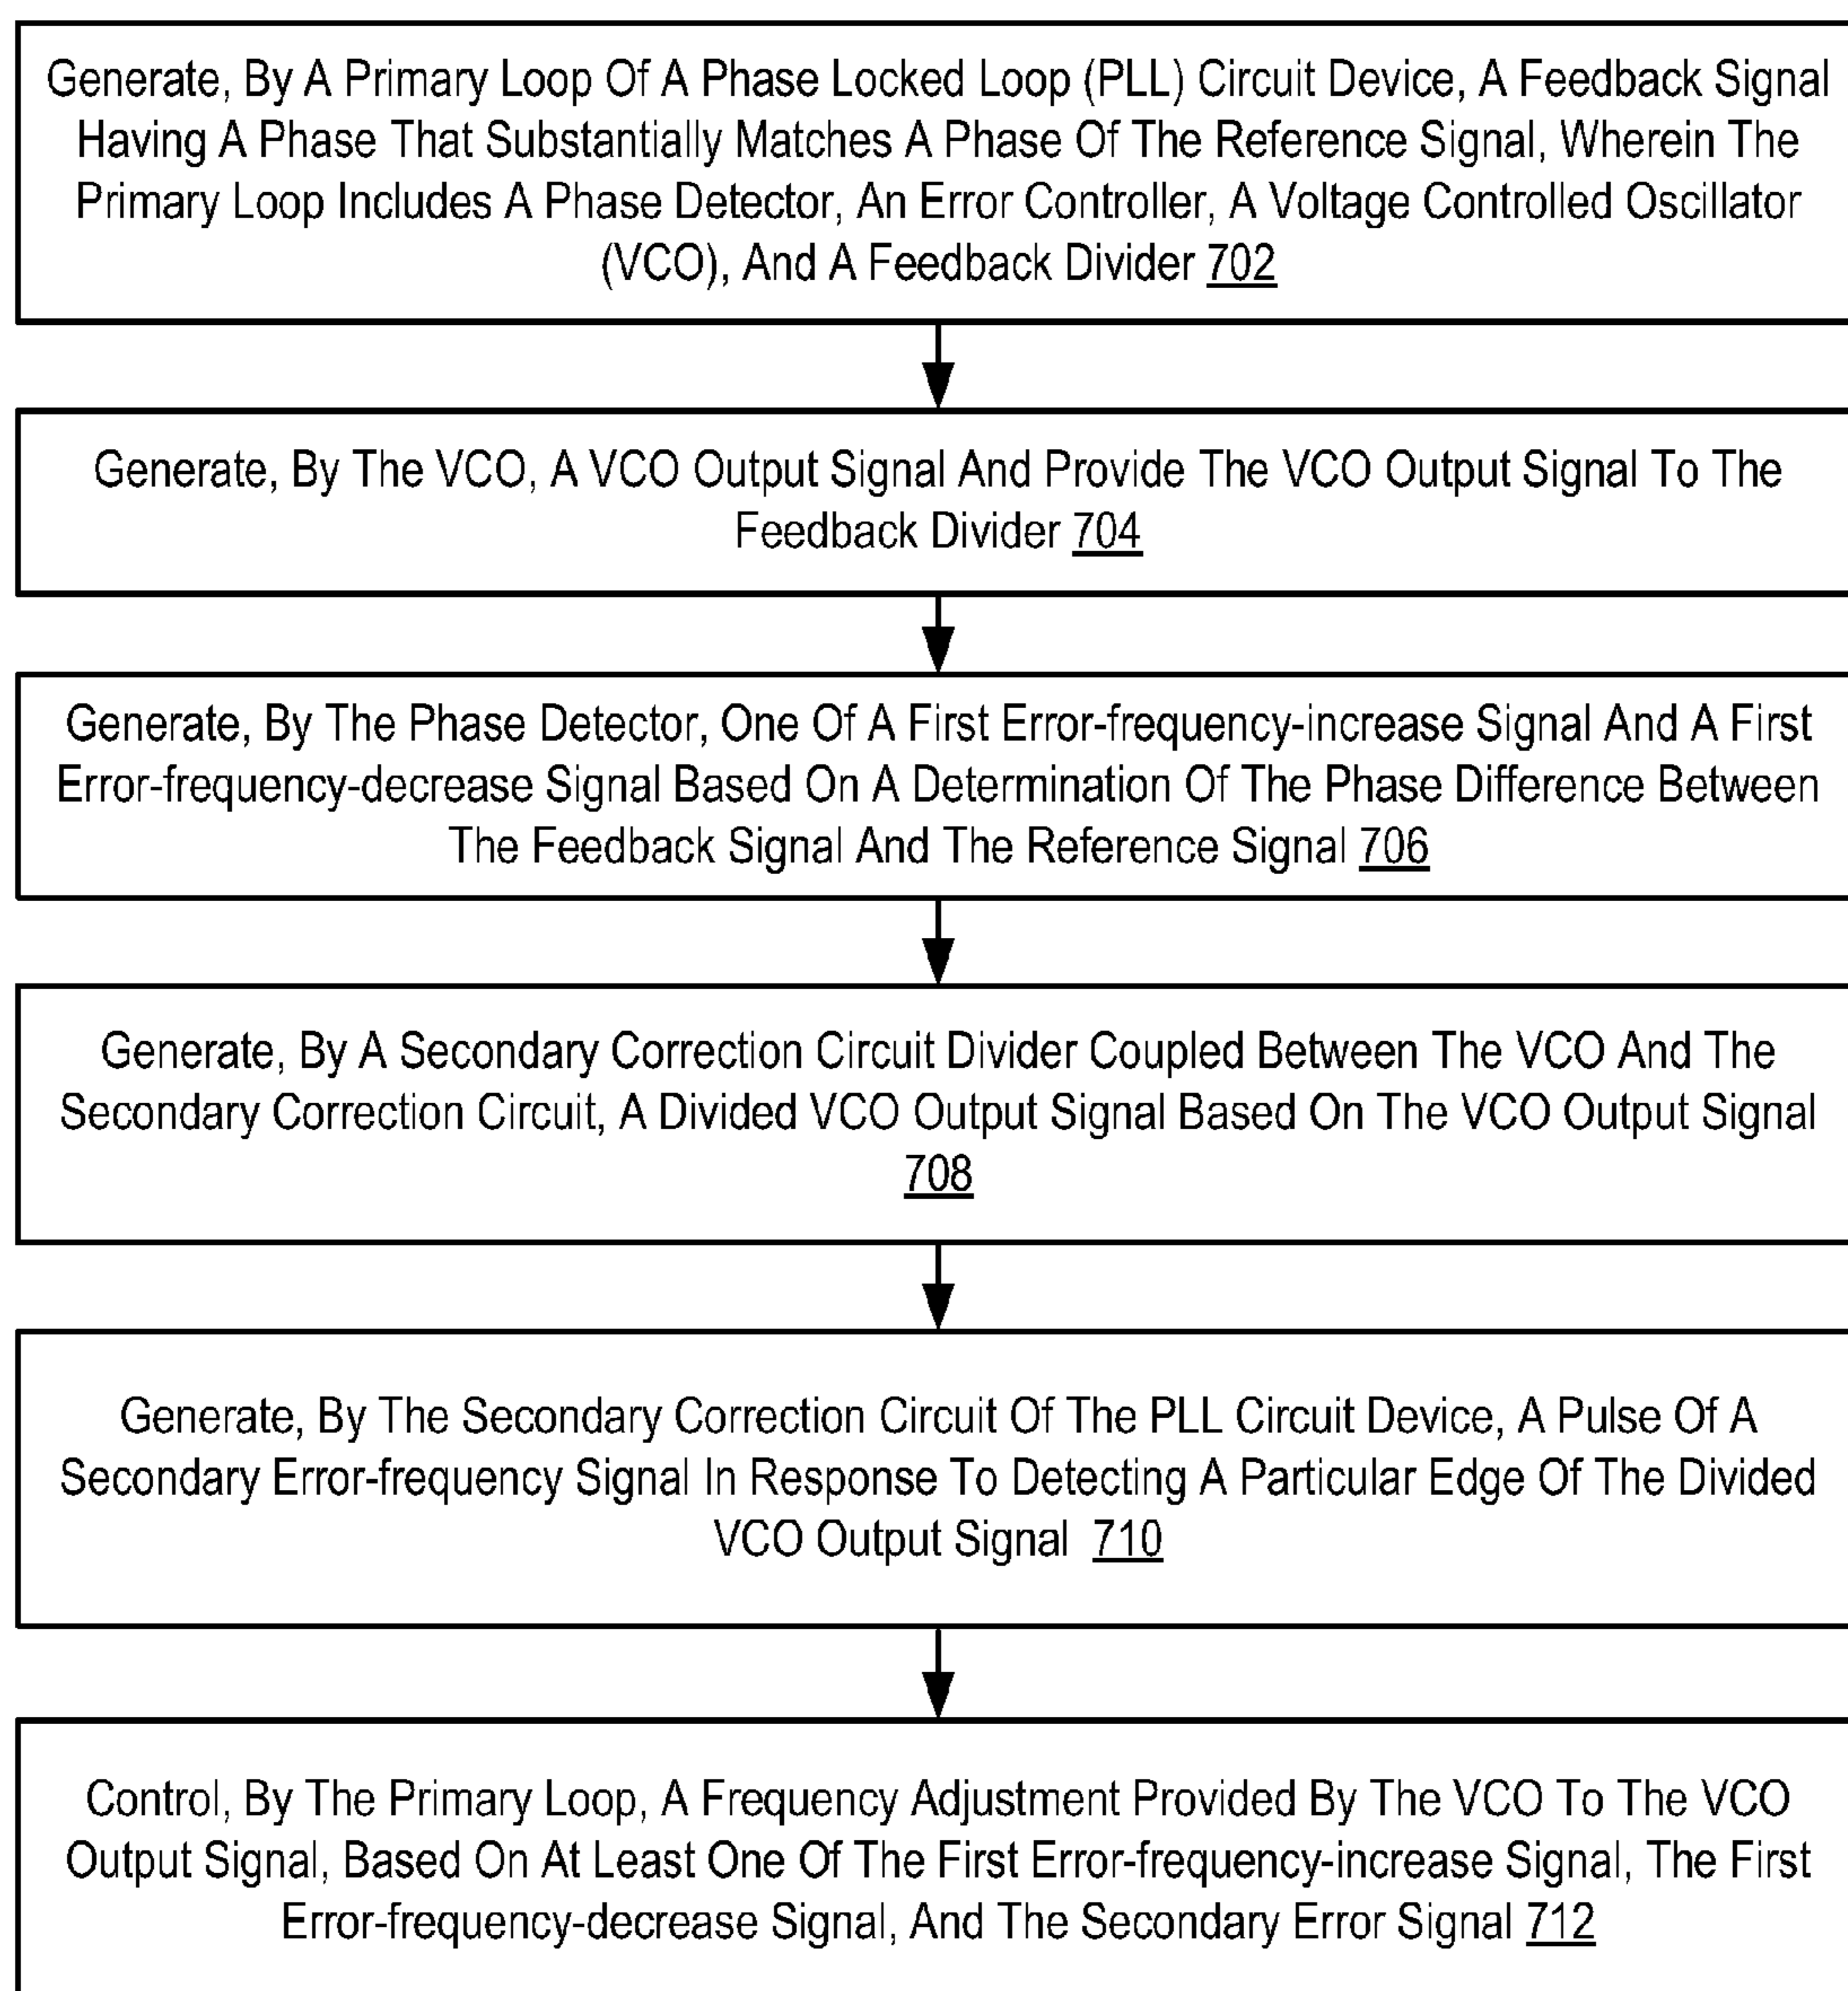 Generate, By A Primary Loop Of A Phase Locked Loop (PLL) Circuit Device, A Feedback Signal
Having A Phase That Substantially Matches A Phase Of The Reference Signal, Wherein The
Primary Loop Includes A Phase Detector, An Error Controller, A Voltage Controlled Oscillator
(VCO), And A Feedback Divider 702
Generate, By The VCO, A VCO Output Signal And Provide The VCO Output Signal To The
Feedback Divider 704
Generate, By The Phase Detector, One Of A First Error-frequency-increase Signal And A First
Error-frequency-decrease Signal Based On A Determination Of The Phase Difference Between
The Feedback Signal And The Reference Signal 706
Generate, By A Secondary Correction Circuit Divider Coupled Between The VCO And The
Secondary Correction Circuit, A Divided VCO Output Signal Based On The VCO Output Signal
708
Generate, By The Secondary Correction Circuit Of The PLL Circuit Device, A Pulse Of A
Secondary Error-frequency Signal In Response To Detecting A Particular Edge Of The Divided
VCO Output Signal 710
Control, By The Primary Loop, A Frequency Adjustment Provided By The VCO To The VCO
Output Signal, Based On At Least One Of The First Error-frequency-increase Signal, The First
Error-frequency-decrease Signal, And The Secondary Error Signal 712